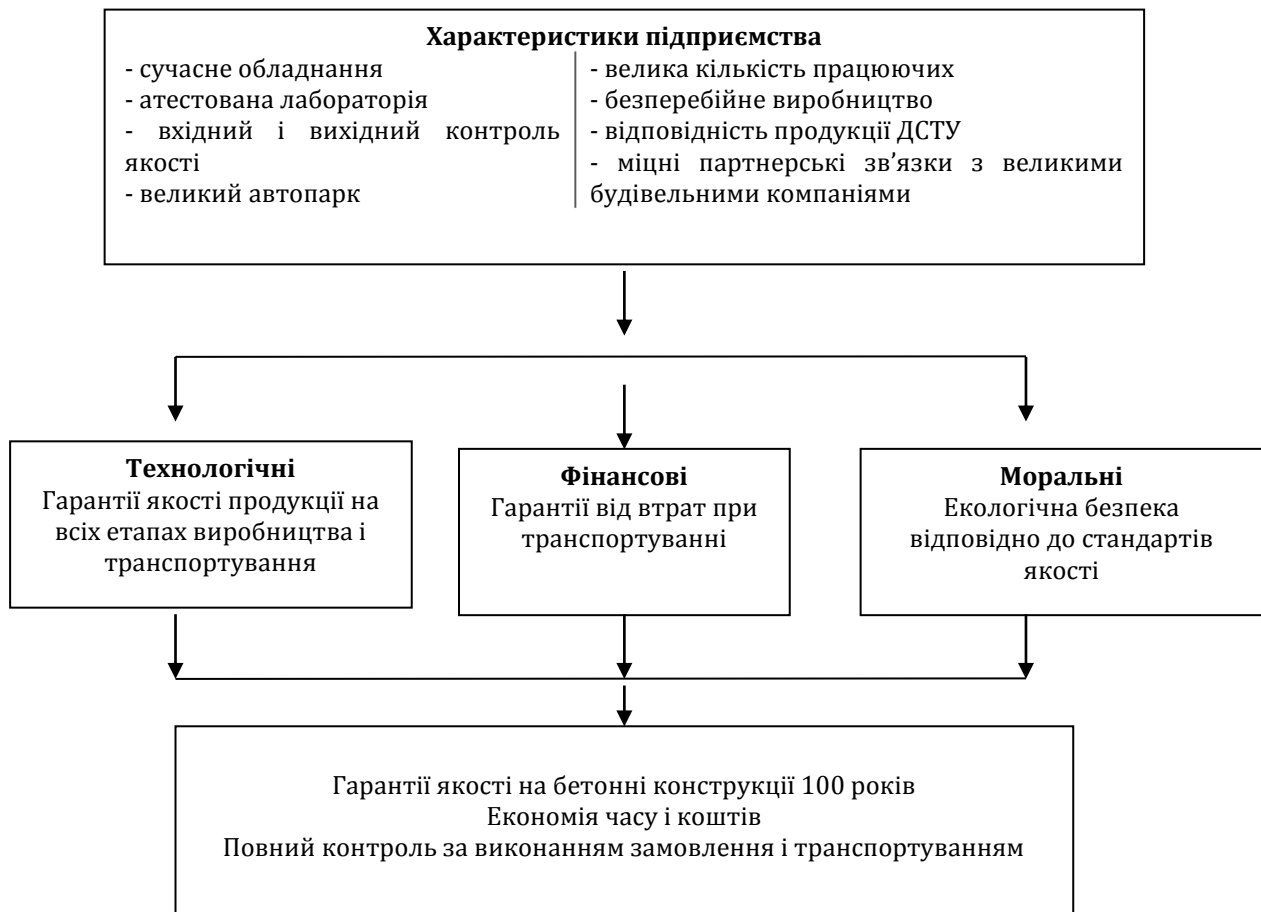 Характеристики підприємства
- сучасне обладнання
- атестована лабораторія
- вхідний і вихідний контроль
якості
- великий автопарк
- велика кількість працюючих
- безперебійне виробництво
- відповідність продукції ДСТУ
- міцні партнерські зв’язки з великими
будівельними компаніями
Технологічні
Гарантії якості продукції на
всіх етапах виробництва і
транспортування
Фінансові
Гарантії від втрат при
транспортуванні
Моральні
Екологічна безпека
відповідно до стандартів
якості
Гарантії якості на бетонні конструкції 100 років
Економія часу і коштів
Повний контроль за виконанням замовлення і транспортуванням